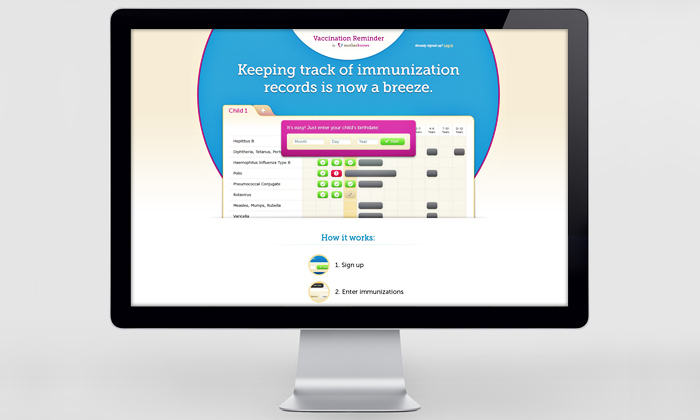 Vaccination Reminder
by motherknows
Already signed up? Log in
Keeping track of immunization
records is now a breeze.
Child 1 +
It's easy! Just enter your child's birthdate:
Month Day Year
4-6 Years 7-10 Years 11-12 Years
Hepititus B
Diphtheria, Tetanus,
Haemophilus Influenza Type B
Polio
Pneumococcal Conjugate
Rotavirus
Measles, Mumps, Rubella
Varicella
How it works:
1. Sign up
2. Enter immunizations